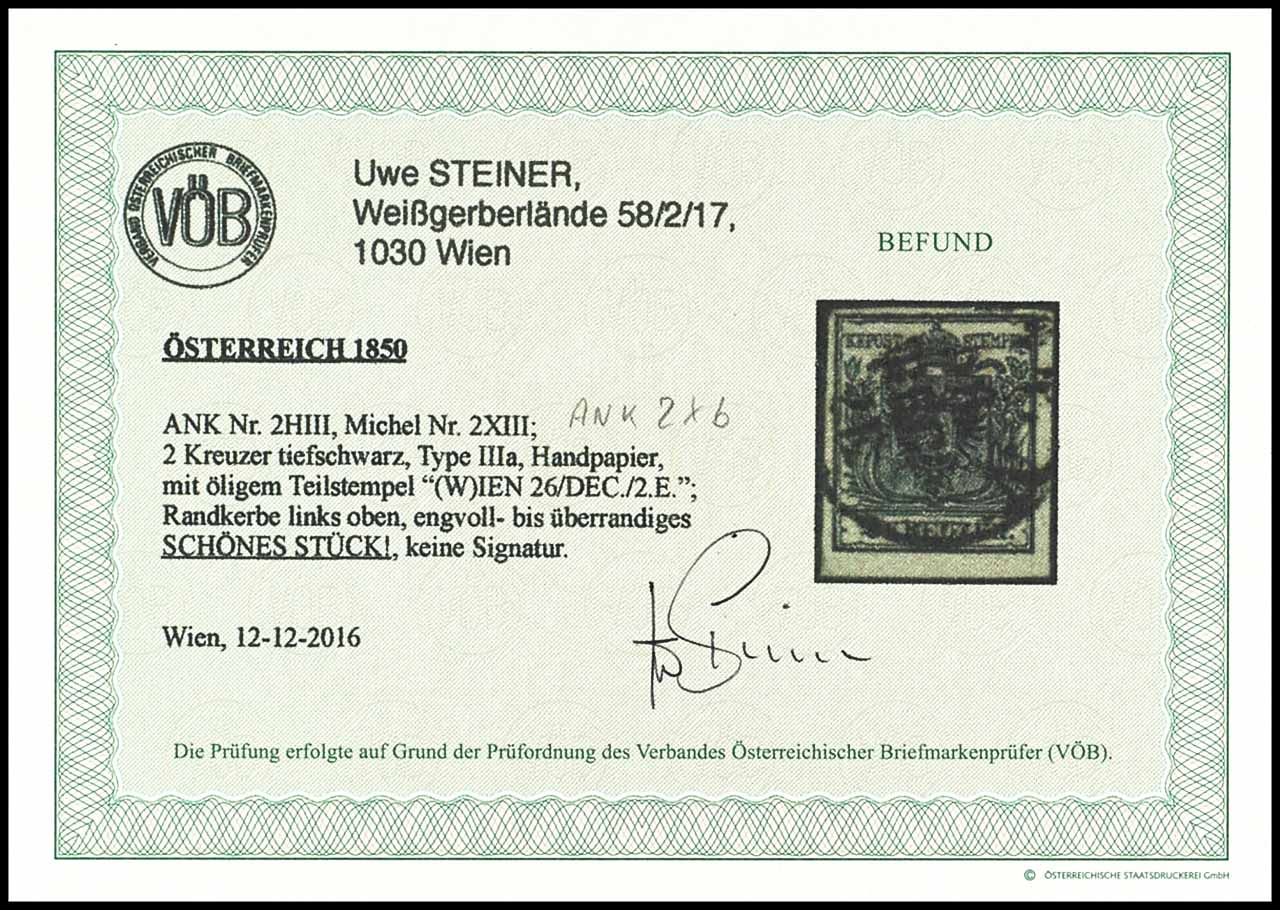 VERBAND ÖSTERREICHISCHER BRIEFMARKENPRÜFER
VÖB
Uwe STEINER,
Weißgerberlände 58/2/17,
1030 Wien
BEFUND
ÖSTERREICH 1850
ANK Nr. 2HIII, Michel Nr. 2XIII; ANK 2Xb
2 Kreuzer tiefschwarz, Type IIIa, Handpapier,
mit öligem Teilstempel “(W)IEN 26/DEC./2.E.”;
Randkerbe links oben, engvoll- bis überrandiges
SCHÖNES STÜCK!, keine Signatur.
KKPOST STEMPEL
KREUZER.
Wien, 12-12-2016
Die Prüfung erfolgte auf Grund der Prüfordnung des Verbandes Österreichischer Briefmarkenprüfer (VÖB).
© ÖSTERREICHISCHE STAATSDRUCKEREI GmbH